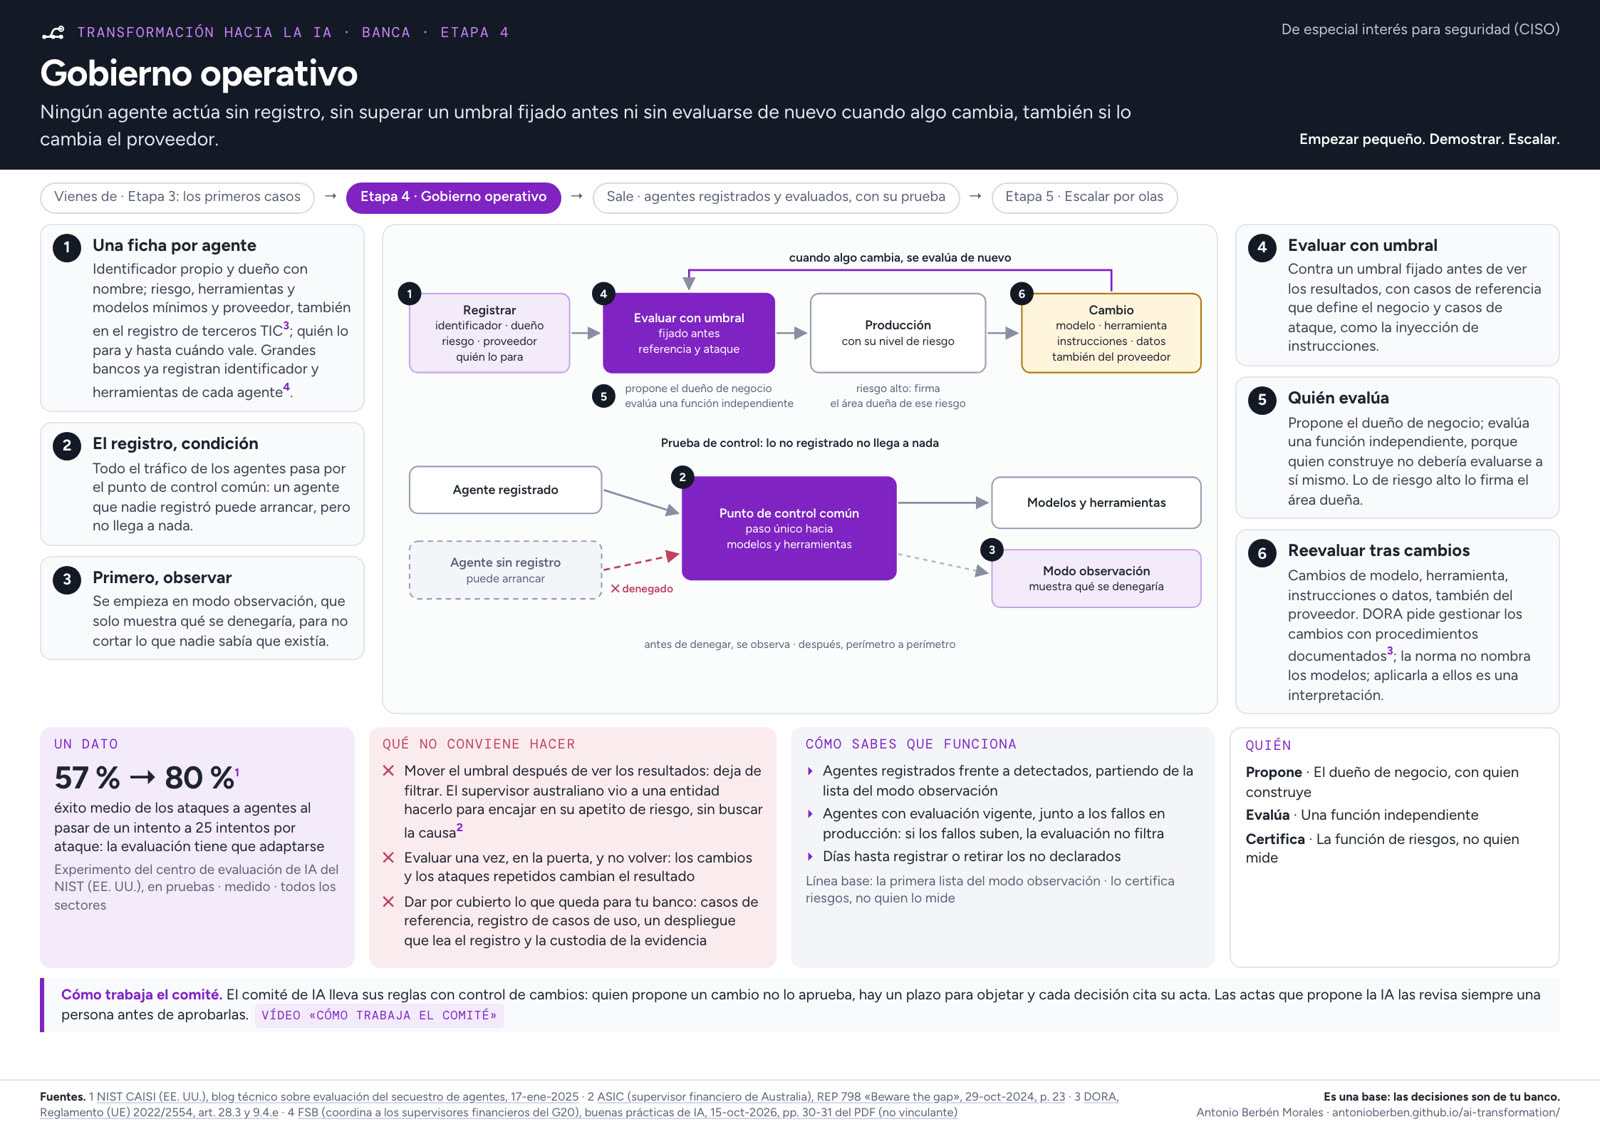 TRANSFORMACIÓN HACIA LA IA · BANCA · ETAPA 4
De especial interés para seguridad (CISO)
Gobierno operativo
Ningún agente actúa sin registro, sin superar un umbral fijado antes ni sin evaluarse de nuevo cuando algo cambia, también si lo
cambia el proveedor.
Empezar pequeño. Demostrar. Escalar.
Vienes de · Etapa 3: los primeros casos
→
Etapa 4 · Gobierno operativo
→
Sale · agentes registrados y evaluados, con su prueba
→
Etapa 5 · Escalar por olas
1
Una ficha por agente
Identificador propio y dueño con
nombre; riesgo, herramientas y
modelos mínimos y proveedor, también
en el registro de terceros TIC3; quién lo
para y hasta cuándo vale. Grandes
bancos ya registran identificador y
herramientas de cada agente4.
2
El registro, condición
Todo el tráfico de los agentes pasa por
el punto de control común: un agente
que nadie registró puede arrancar, pero
no llega a nada.
3
Primero, observar
Se empieza en modo observación, que
solo muestra qué se denegaría, para no
cortar lo que nadie sabía que existía.
cuando algo cambia, se evalúa de nuevo
1
Registrar
identificador · dueño
riesgo · proveedor
quién lo para
4
Evaluar con umbral
fijado antes
referencia y ataque
Producción
con su nivel de riesgo
6
Cambio
modelo · herramienta
instrucciones · datos
también del proveedor
5
propone el dueño de negocio
evalúa una función independiente
riesgo alto: firma
el área dueña de ese riesgo
Prueba de control: lo no registrado no llega a nada
Agente registrado
Agente sin registro
puede arrancar
✕ denegado
2
Punto de control común
paso único hacia
modelos y herramientas
Modelos y herramientas
3
Modo observación
muestra qué se denegaría
antes de denegar, se observa · después, perímetro a perímetro
4
Evaluar con umbral
Contra un umbral fijado antes de ver
los resultados, con casos de referencia
que define el negocio y casos de
ataque, como la inyección de
instrucciones.
5
Quién evalúa
Propone el dueño de negocio; evalúa
una función independiente, porque
quien construye no debería evaluarse a
sí mismo. Lo de riesgo alto lo firma el
área dueña.
6
Reevaluar tras cambios
Cambios de modelo, herramienta,
instrucciones o datos, también del
proveedor. DORA pide gestionar los
cambios con procedimientos
documentados3; la norma no nombra
los modelos; aplicarla a ellos es una
interpretación.
UN DATO
57 % → 80 %1
éxito medio de los ataques a agentes al
pasar de un intento a 25 intentos por
ataque: la evaluación tiene que adaptarse
Experimento del centro de evaluación de IA del
NIST (EE. UU.), en pruebas · medido · todos los
sectores
QUÉ NO CONVIENE HACER
✕ Mover el umbral después de ver los resultados: deja de
filtrar. El supervisor australiano vio a una entidad
hacerlo para encajar en su apetito de riesgo, sin buscar
la causa2
✕ Evaluar una vez, en la puerta, y no volver: los cambios
y los ataques repetidos cambian el resultado
✕ Dar por cubierto lo que queda para tu banco: casos de
referencia, registro de casos de uso, un despliegue
que lea el registro y la custodia de la evidencia
CÓMO SABES QUE FUNCIONA
Agentes registrados frente a detectados, partiendo de la
lista del modo observación
Agentes con evaluación vigente, junto a los fallos en
producción: si los fallos suben, la evaluación no filtra
Días hasta registrar o retirar los no declarados
Línea base: la primera lista del modo observación · lo certifica
riesgos, no quien lo mide
QUIÉN
Propone · El dueño de negocio, con quien
construye
Evalúa · Una función independiente
Certifica · La función de riesgos, no quien
mide
Cómo trabaja el comité. El comité de IA lleva sus reglas con control de cambios: quien propone un cambio no lo aprueba, hay un plazo para objetar y cada decisión cita su acta. Las actas que propone la IA las revisa siempre una
persona antes de aprobarlas. VÍDEO «CÓMO TRABAJA EL COMITÉ»
Fuentes. 1 NIST CAISI (EE. UU.), blog técnico sobre evaluación del secuestro de agentes, 17-ene-2025 · 2 ASIC (supervisor financiero de Australia), REP 798 «Beware the gap», 29-oct-2024, p. 23 · 3 DORA,
Reglamento (UE) 2022/2554, art. 28.3 y 9.4.e · 4 FSB (coordina a los supervisores financieros del G20), buenas prácticas de IA, 15-oct-2026, pp. 30-31 del PDF (no vinculante)
Es una base: las decisiones son de tu banco.
Antonio Berbén Morales · antonioberben.github.io/ai-transformation/